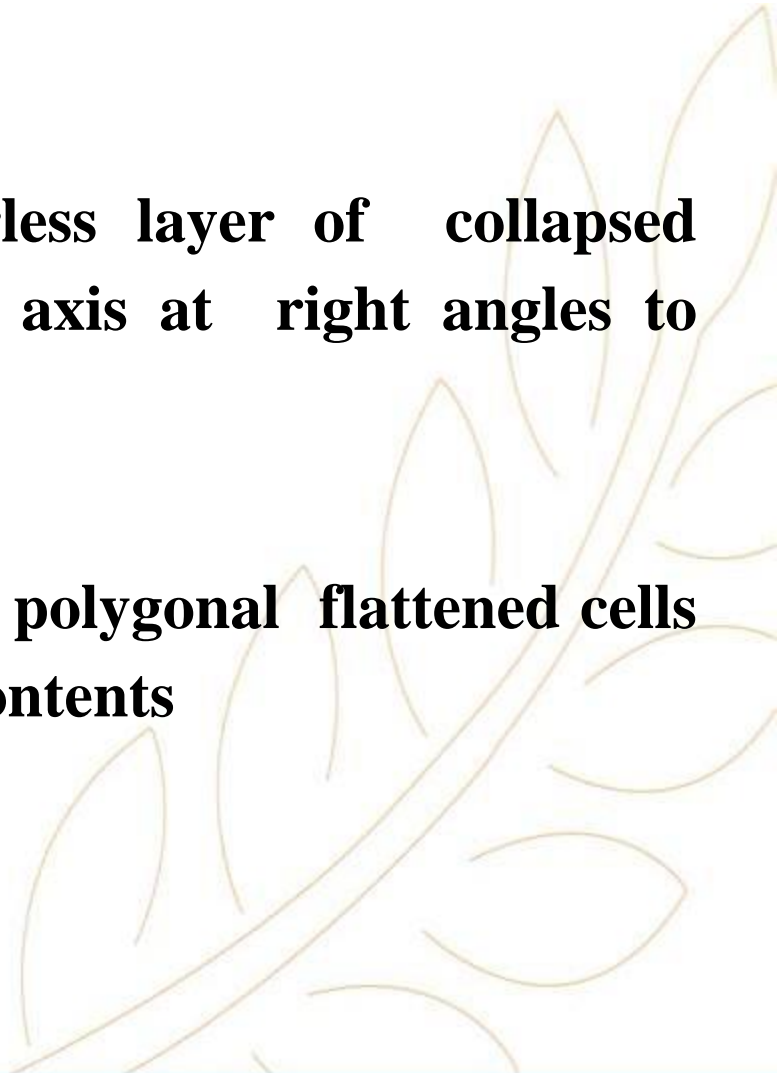 less layer of collapsed
axis at right angles to
polygonal flattened cells
ontents